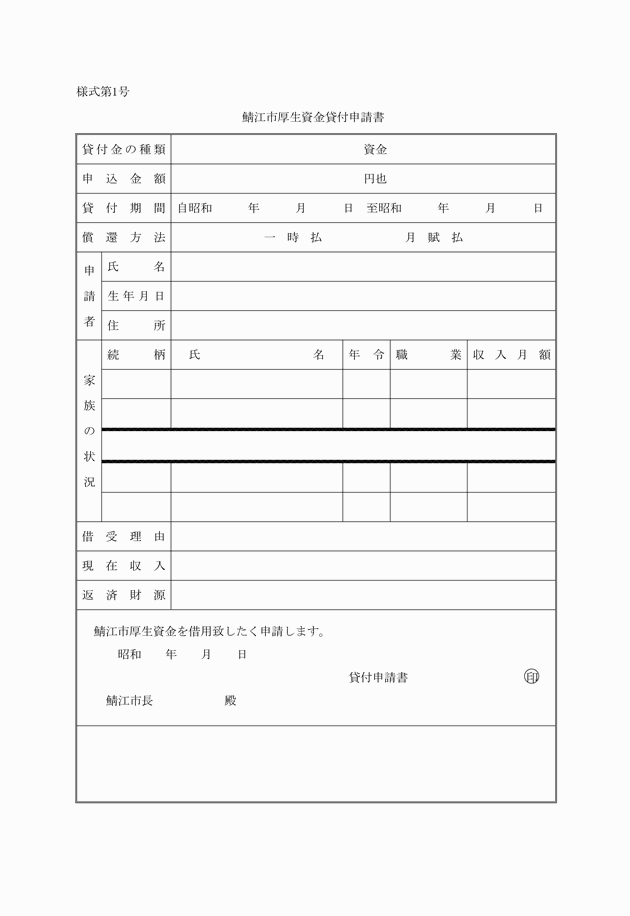 様式第1号
鯖江市厚生資金貸付申請書
貸付金の種類 資金
申込金額 円也
貸付期間 自昭和 年 月 日 至昭和 年 月 日
償還方法 一時払 月賦払
申請者
氏名
生年月日
住所
家族の状況
続柄 氏名 年令 職業 収入月額
借受理由
現在収入
返済財源
鯖江市厚生資金を借用致したく申請します。
昭和 年 月 日
貸付申請書 印
鯖江市長 殿